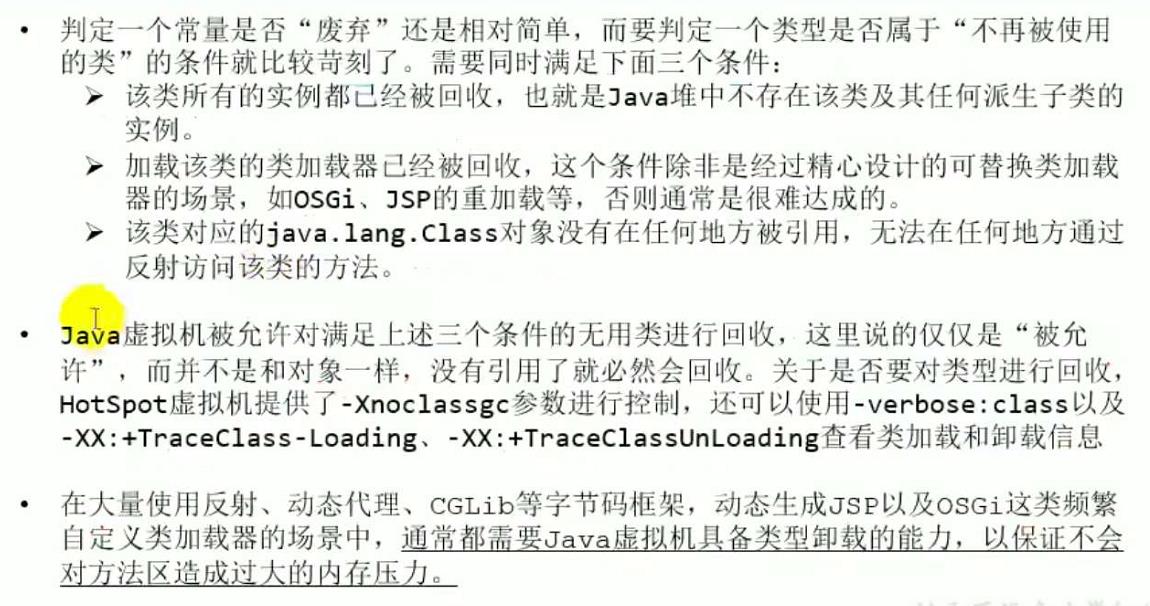 • 判定一个常量是否“废弃”还是相对简单，而要判定一个类型是否属于“不再被使用
的类”的条件就比较苛刻了。需要同时满足下面三个条件：
➢ 该类所有的实例都已经被回收，也就是Java堆中不存在该类及其任何派生子类的
实例。
➢ 加载该类的类加载器已经被回收，这个条件除非是经过精心设计的可替换类加载
器的场景，如OSGi、JSP的重加载等，否则通常是很难达成的。
➢ 该类对应的java.lang.Class对象没有在任何地方被引用，无法在任何地方通过
反射访问该类的方法。
• Java虚拟机被允许对满足上述三个条件的无用类进行回收，这里说的仅仅是“被允
许”，而并不是和对象一样，没有引用了就必然会回收。关于是否要对类型进行回收，
HotSpot虚拟机提供了-Xnoclassgc参数进行控制，还可以使用-verbose:class以及
-XX:+TraceClass-Loading、-XX:+TraceClassUnLoading查看类加载和卸载信息
• 在大量使用反射、动态代理、CGLib等字节码框架，动态生成JSP以及OSGi这类频繁
自定义类加载器的场景中，通常都需要Java虚拟机具备类型卸载的能力，以保证不会
对方法区造成过大的内存压力。